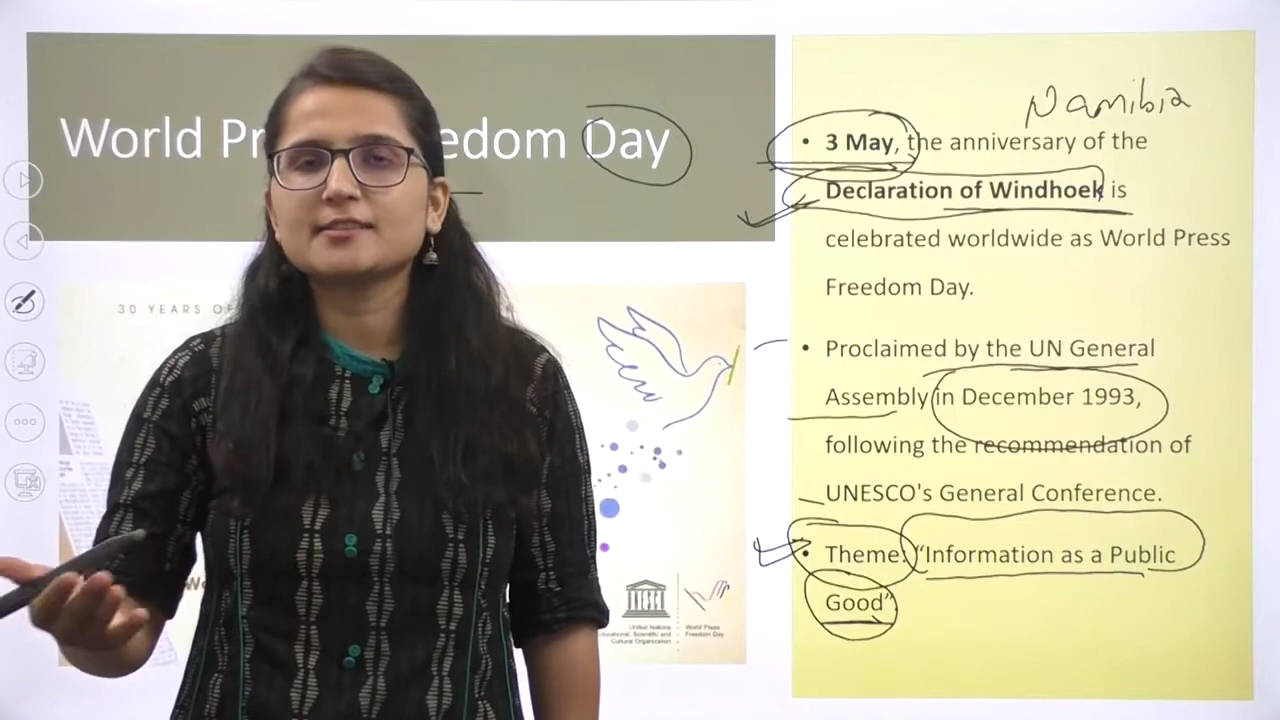 World Pr edom Day
30 YEARS OF
Namibia
• 3 May, the anniversary of the
Declaration of Windhoek is
celebrated worldwide as World Press
Freedom Day.
• Proclaimed by the UN General
Assembly in December 1993,
following the recommendation of
UNESCO's General Conference.
• Theme: “Information as a Public
Good”
United Nations
Educational, Scientific and
Cultural Organization
World Press
Freedom Day